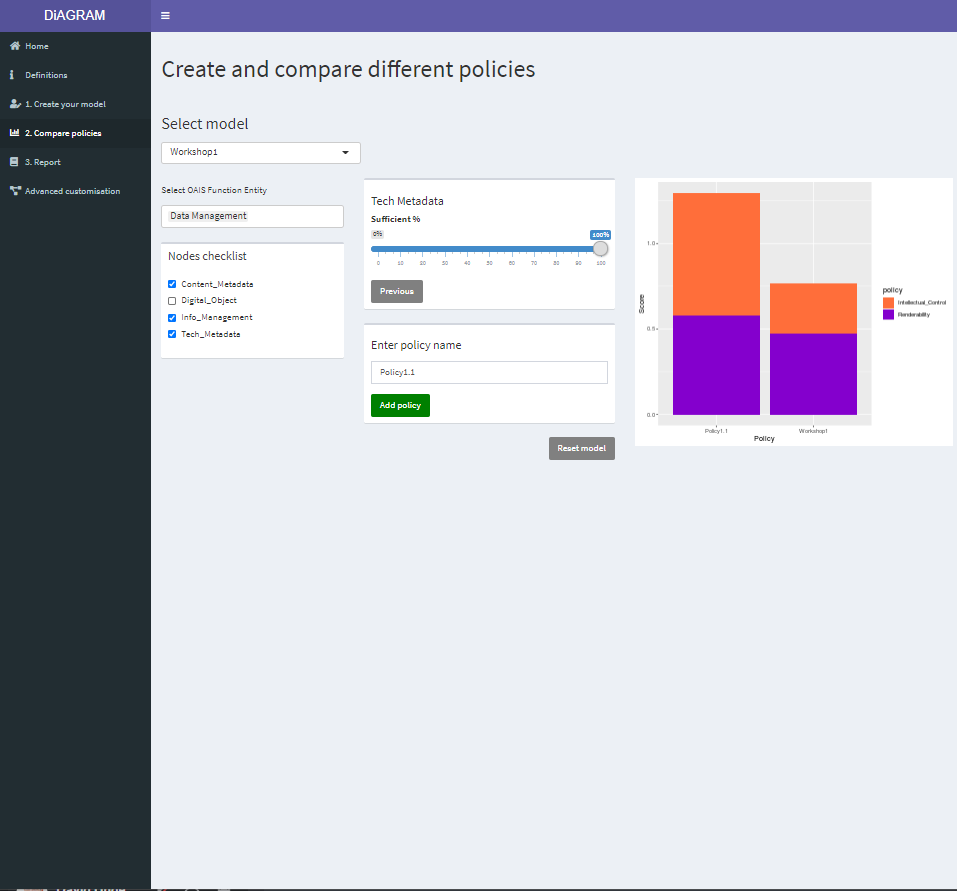 DiAGRAM
Home
Definitions
1. Create your model
2. Compare policies
3. Report
Advanced customisation
Create and compare different policies
Select model
Workshop1
Select OAIS Function Entity
Data Management
Nodes checklist
Content_Metadata
Digital_Object
Info_Management
Tech_Metadata
Tech Metadata
Sufficient %
0% 100%
0 10 20 30 40 50 60 70 80 90 100
Previous
Enter policy name
Policy1.1
Add policy
Reset model
Score
1.0
0.5
0.0
Policy1.1 Workshop1
Policy
policy
Intellectual_Control
Renderability